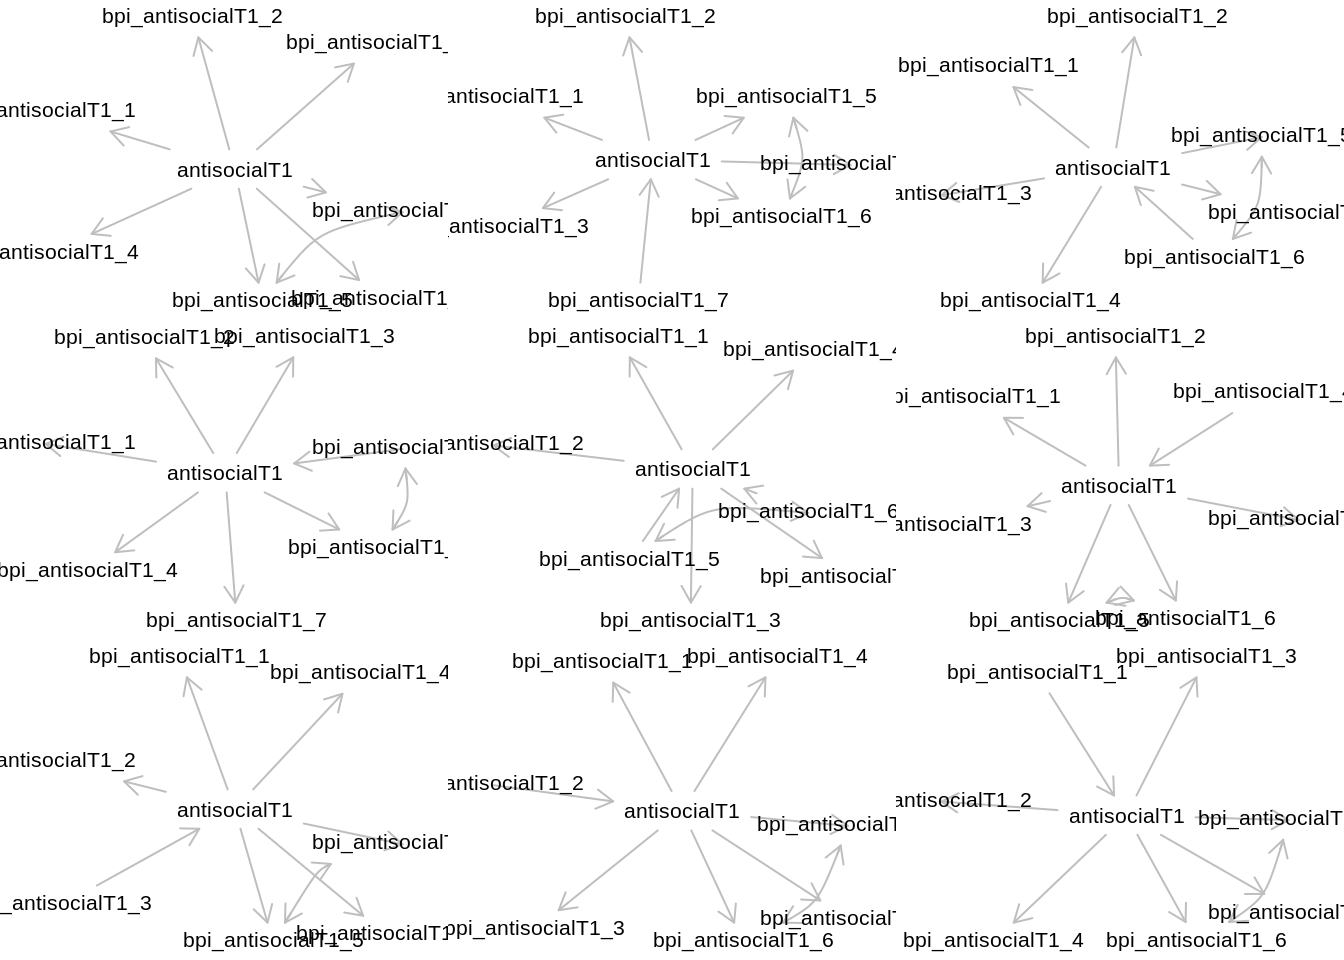 bpi_antisocialT1_2
bpi_antisocialT1_
antisocialT1_1
antisocialT1
bpi_antisocialT
antisocialT1_4
bpi_antisocialT1_5
bpi_antisocialT1
bpi_antisocialT1_2
antisocialT1_1
bpi_antisocialT1_5
antisocialT1
bpi_antisocialT
bpi_antisocialT1_6
_antisocialT1_3
bpi_antisocialT1_7
bpi_antisocialT1_2
bpi_antisocialT1_1
bpi_antisocialT1_5
antisocialT1
antisocialT1_3
bpi_antisocialT
bpi_antisocialT1_6
bpi_antisocialT1_4
bpi_antisocialT1_2
bpi_antisocialT1_3
antisocialT1_1
bpi_antisocialT
antisocialT1
bpi_antisocialT1_
bpi_antisocialT1_4
bpi_antisocialT1_7
bpi_antisocialT1_1
bpi_antisocialT1_4
antisocialT1_2
antisocialT1
bpi_antisocialT1_6
bpi_antisocialT1_5
bpi_antisocialT
bpi_antisocialT1_3
bpi_antisocialT1_2
bpi_antisocialT1_4
bpi_antisocialT1_1
antisocialT1
bpi_antisocialT
antisocialT1_3
bpi_antisocialT1_5
bpi_antisocialT1_6
bpi_antisocialT1_1
bpi_antisocialT1_4
antisocialT1_2
antisocialT1
bpi_antisocialT
_antisocialT1_3
bpi_antisocialT1_5
bpi_antisocialT1
bpi_antisocialT1_1
bpi_antisocialT1_4
antisocialT1_2
antisocialT1
bpi_antisocialT
bpi_antisocialT
bpi_antisocialT1_3
bpi_antisocialT1_6
bpi_antisocialT1_3
bpi_antisocialT1_1
antisocialT1_2
antisocialT1
bpi_antisocialT
bpi_antisocialT
bpi_antisocialT1_4
bpi_antisocialT1_6